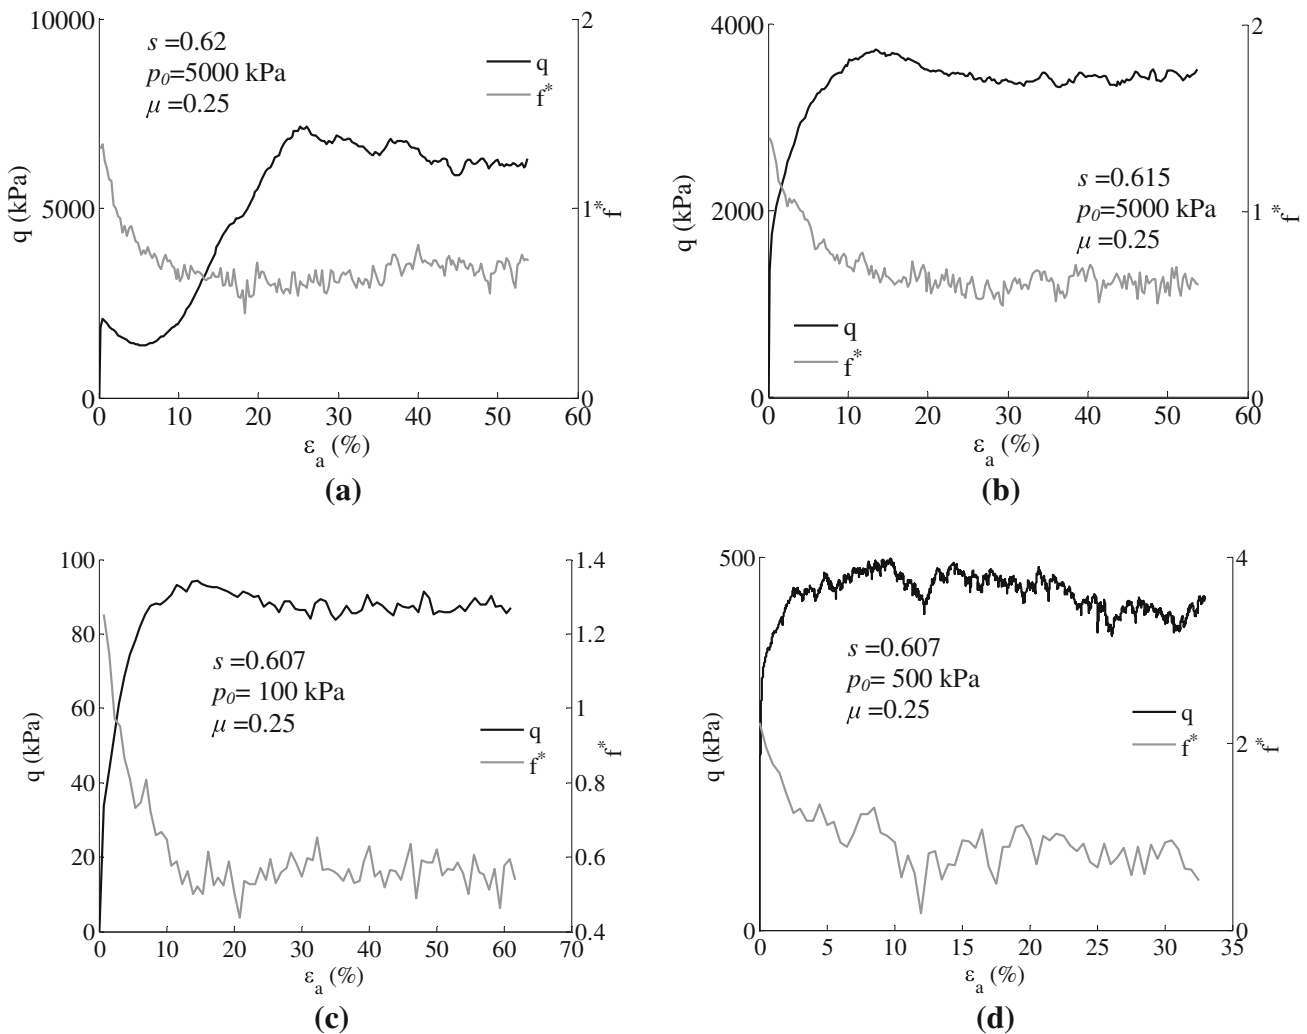 10000
5000
0
q (kPa)
s =0.62
p0=5000 kPa
μ =0.25
q
f*
2
1
0
f*
0 10 20 30 40 50 60
εa (%)
(a)
4000
2000
0
q (kPa)
s =0.615
p0=5000 kPa
μ =0.25
q
f*
2
1
0
f*
0 10 20 30 40 50 60
εa (%)
(b)
100
80
60
40
20
0
q (kPa)
s =0.607
p0= 100 kPa
μ =0.25
q
f*
1.4
1.2
1
0.8
0.6
0.4
f*
0 10 20 30 40 50 60 70
εa (%)
(c)
500
0
q (kPa)
s =0.607
p0= 500 kPa
μ =0.25
q
f*
4
2
0
f*
0 5 10 15 20 25 30 35
εa (%)
(d)